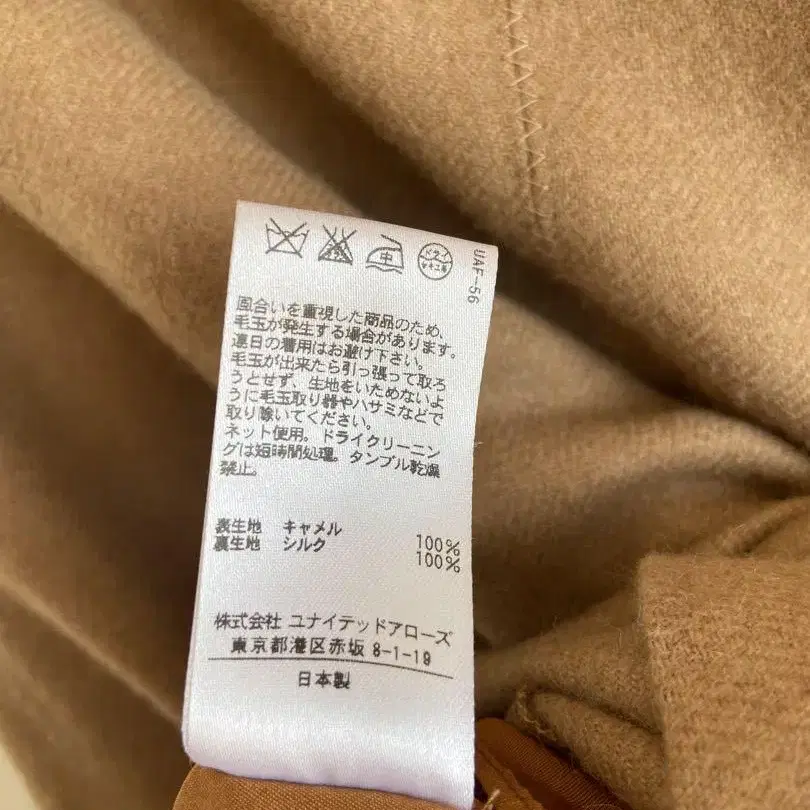 中
ドライ
セキユ系
UAF-56
風合いを重視した商品のため、
毛玉が発生する場合があります。
連日の着用はお避け下さい。
毛玉が出来たら引っ張って取ろ
うとせず、生地をいためないよ
うに毛玉取り器やハサミなどで
取り除いてください。
ネット使用。ドライクリーニン
グは短時間処理。タンブル乾燥
禁止。
表生地 キャメル 100%
裏生地 シルク 100%
株式会社 ユナイテッドアローズ
東京都港区赤坂 8-1-19
日本製